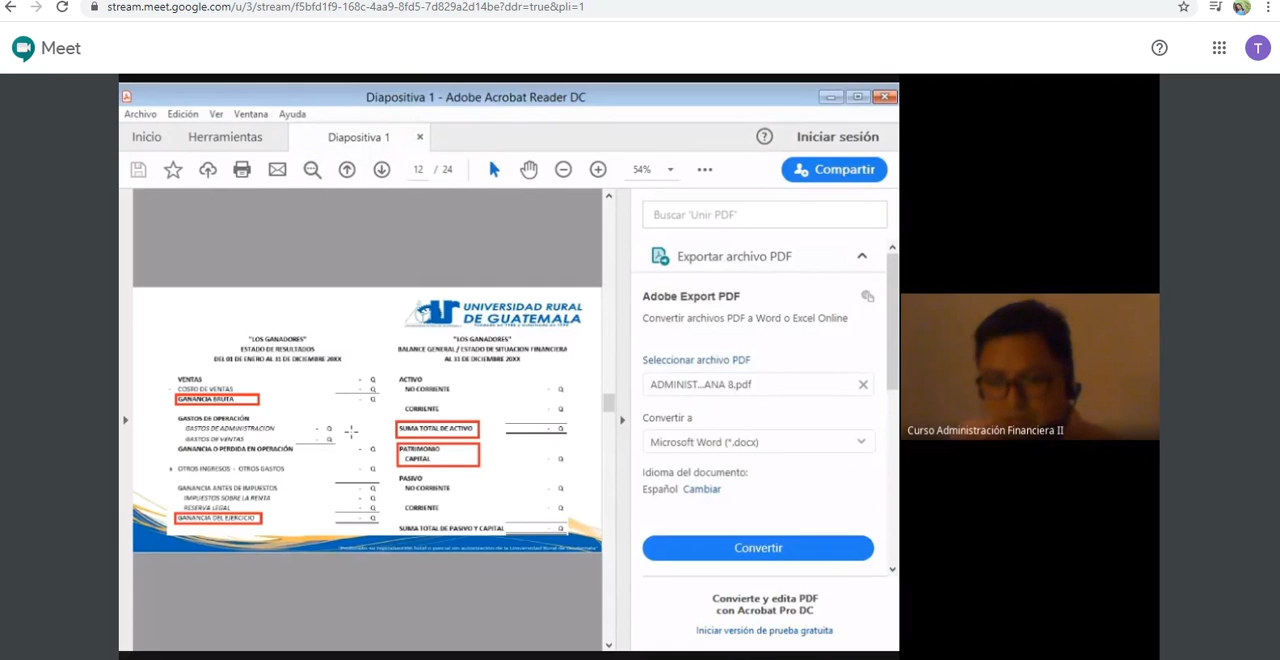 stream.meet.google.com/u/3/stream/f5bfd1f9-168c-4aa9-8fd5-7d829a2d14be?ddr=true&pli=1
Meet
T
Diapositiva 1 - Adobe Acrobat Reader DC
Archivo Edición Ver Ventana Ayuda
Inicio Herramientas Diapositiva 1 × Iniciar sesión
12 / 24 54% Compartir
Buscar 'Unir PDF'
Exportar archivo PDF
Adobe Export PDF
Convertir archivos PDF a Word o Excel Online
Seleccionar archivo PDF
ADMINIST...ANA 8.pdf
Convertir a
Microsoft Word (*.docx)
Idioma del documento:
Español Cambiar
Convertir
Convierte y edita PDF
con Acrobat Pro DC
Iniciar versión de prueba gratuita
UNIVERSIDAD RURAL
DE GUATEMALA
"LOS GANADORES"
ESTADO DE RESULTADOS
DEL 01 DE ENERO AL 31 DE DICIEMBRE 20XX
VENTAS - Q
- COSTO DE VENTAS - Q
GANANCIA BRUTA - Q
GASTOS DE OPERACIÓN
GASTOS DE ADMINISTRACION - Q
GASTOS DE VENTAS - Q
GANANCIA O PERDIDA EN OPERACIÓN - Q
+ OTROS INGRESOS - OTROS GASTOS - Q
GANANCIA ANTES DE IMPUESTOS - Q
IMPUESTOS SOBRE LA RENTA - Q
RESERVA LEGAL - Q
GANANCIA DEL EJERCICIO - Q
"LOS GANADORES"
BALANCE GENERAL / ESTADO DE SITUACION FINANCIERA
AL 31 DE DICIEMBRE 20XX
ACTIVO
NO CORRIENTE - Q
CORRIENTE - Q
SUMA TOTAL DE ACTIVO - Q
PATRIMONIO
CAPITAL - Q
PASIVO
NO CORRIENTE - Q
CORRIENTE - Q
SUMA TOTAL DE PASIVO Y CAPITAL - Q
Curso Administración Financiera II